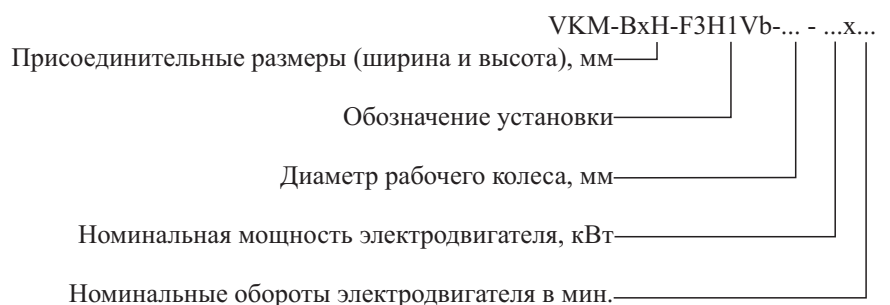 VKM-BxH-F3H1Vb-... - ...x...
Присоединительные размеры (ширина и высота), мм
Обозначение установки
Диаметр рабочего колеса, мм
Номинальная мощность электродвигателя, кВт
Номинальные обороты электродвигателя в мин.